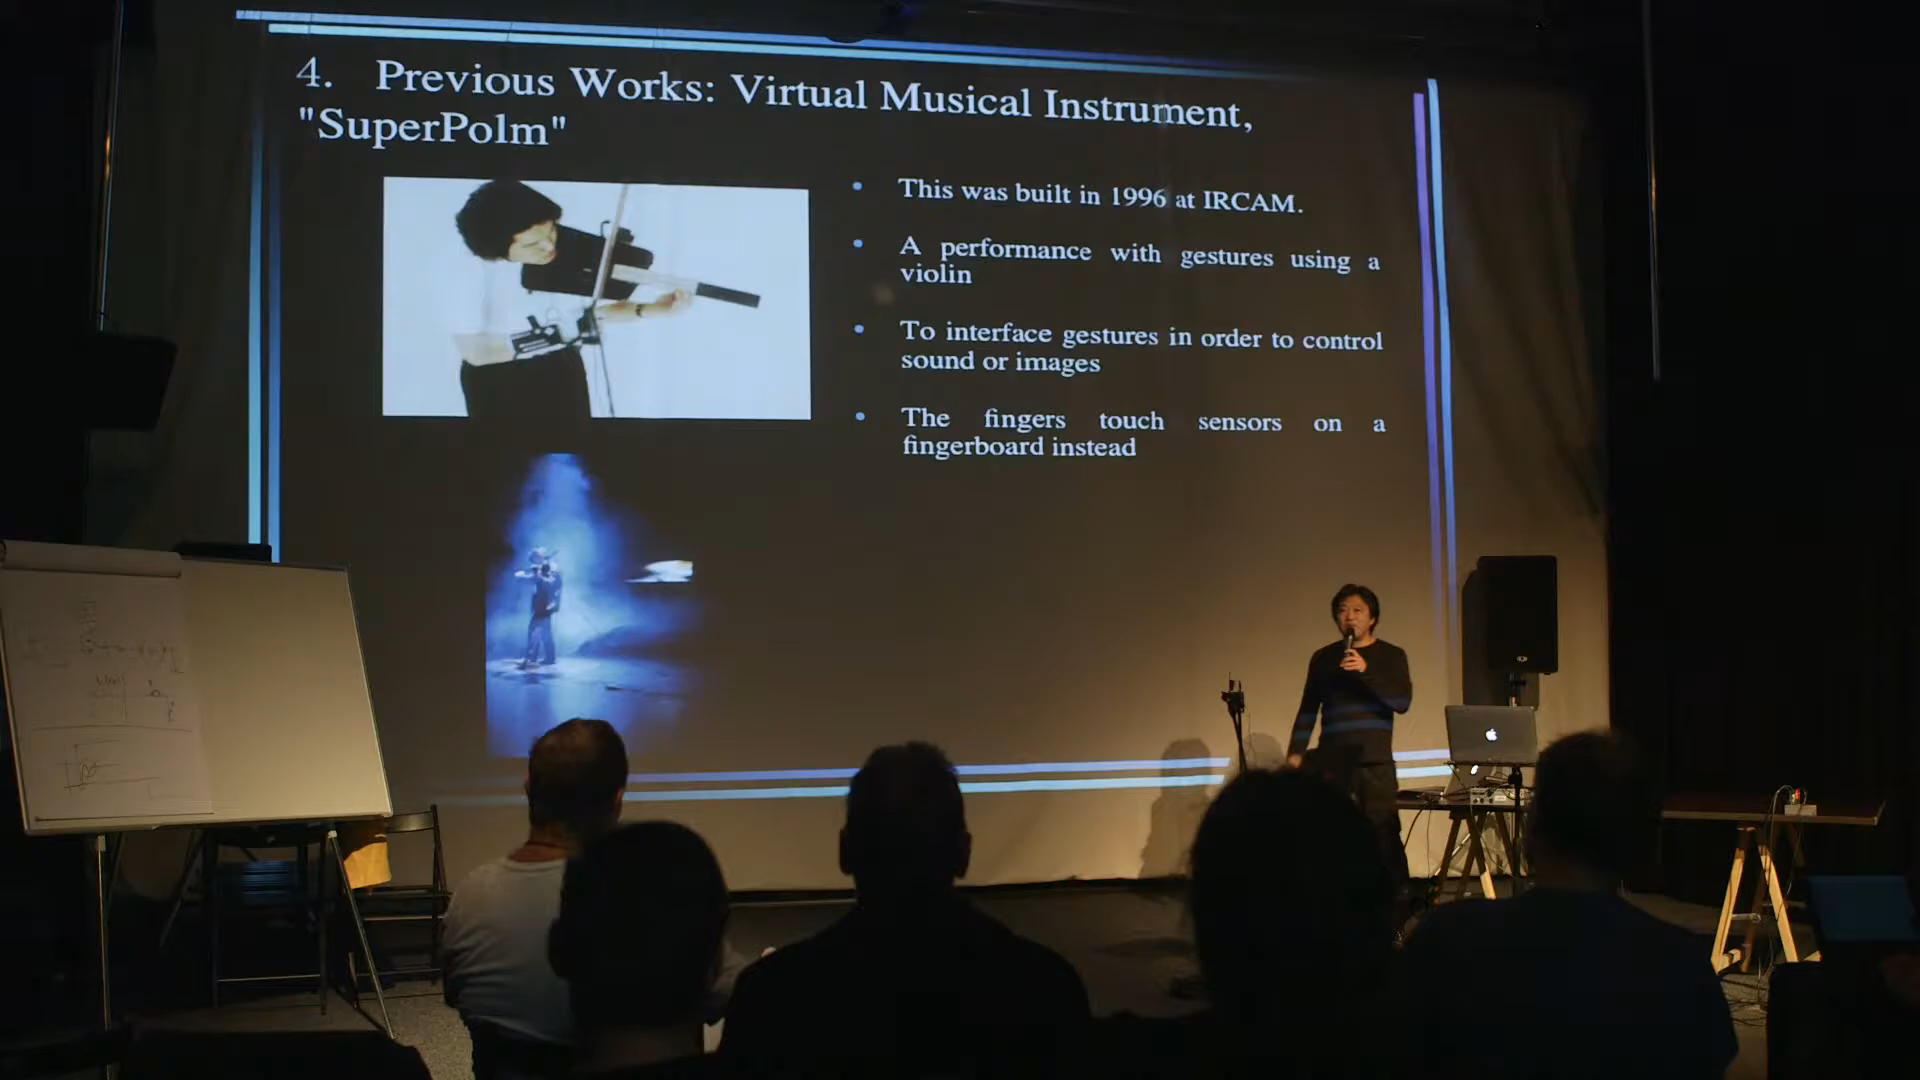 4. Previous Works: Virtual Musical Instrument,
"SuperPolm"
• This was built in 1996 at IRCAM.
• A performance with gestures using a
violin
• To interface gestures in order to control
sound or images
• The fingers touch sensors on a
fingerboard instead